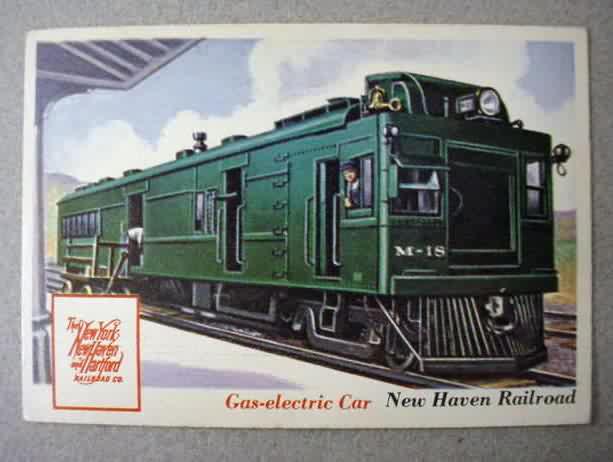 M-18
The
New York
New Haven
and Hartford
RAILROAD CO.
Gas-electric Car New Haven Railroad